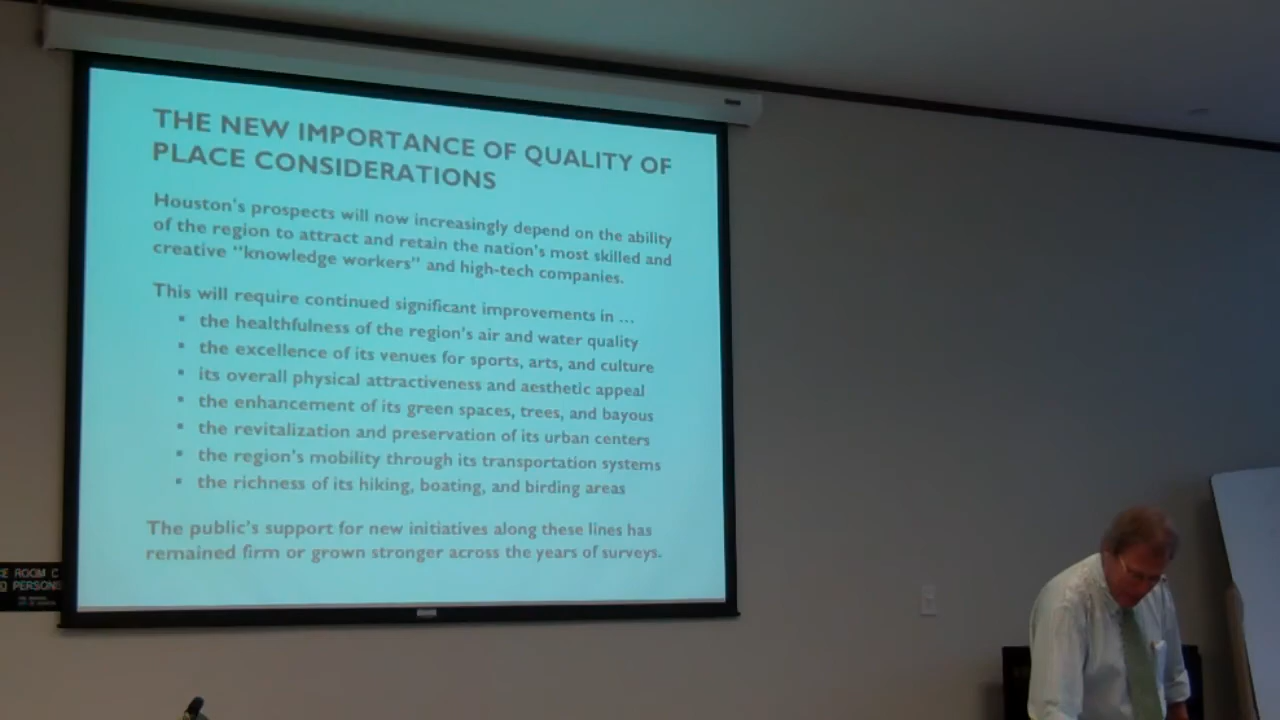 THE NEW IMPORTANCE OF QUALITY OF
PLACE CONSIDERATIONS
Houston's prospects will now increasingly depend on the ability
of the region to attract and retain the nation's most skilled and
creative "knowledge workers" and high-tech companies.
This will require continued significant improvements in ...
▪ the healthfulness of the region's air and water quality
▪ the excellence of its venues for sports, arts, and culture
▪ its overall physical attractiveness and aesthetic appeal
▪ the enhancement of its green spaces, trees, and bayous
▪ the revitalization and preservation of its urban centers
▪ the region's mobility through its transportation systems
▪ the richness of its hiking, boating, and birding areas
The public's support for new initiatives along these lines has
remained firm or grown stronger across the years of surveys.
E ROOM C
PERSONS